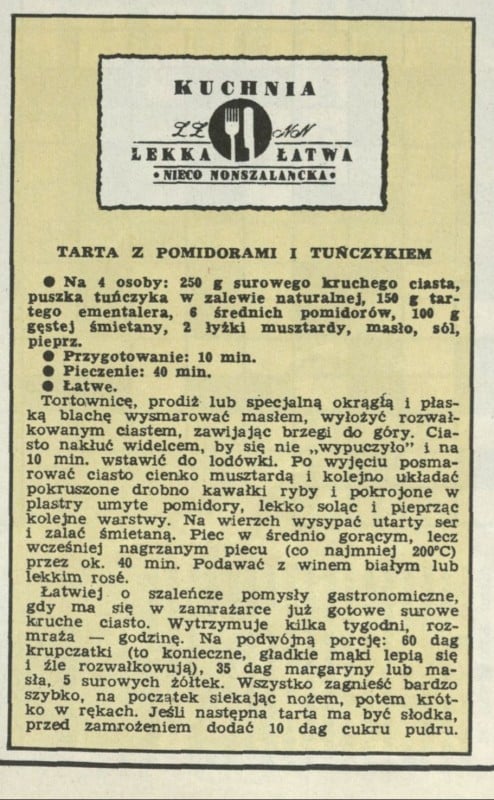 KUCHNIA
ŁŻ NN
LEKKA ŁATWA
• NIECO NONSZALANCKA •
TARTA Z POMIDORAMI I TUŃCZYKIEM
● Na 4 osoby: 250 g surowego kruchego ciasta,
puszka tuńczyka w zalewie naturalnej, 150 g tar-
tego ementalera, 6 średnich pomidorów, 100 g
gęstej śmietany, 2 łyżki musztardy, masło, sól,
pieprz.
● Przygotowanie: 10 min.
● Pieczenie: 40 min.
● Łatwe.
Tortownicę, prodiż lub specjalną okrągłą i płas-
ką blachę wysmarować masłem, wyłożyć rozwał-
kowanym ciastem, zawijając brzegi do góry. Cia-
sto nakłuć widelcem, by się nie „wypuczyło" i na
10 min. wstawić do lodówki. Po wyjęciu posma-
rować ciasto cienko musztardą i kolejno układać
pokruszone drobno kawałki ryby i pokrojone w
plastry umyte pomidory, lekko soląc i pieprząc
kolejne warstwy. Na wierzch wysypać utarty ser
i zalać śmietaną. Piec w średnio gorącym, lecz
wcześniej nagrzanym piecu (co najmniej 200°C)
przez ok. 40 min. Podawać z winem białym lub
lekkim rosé.
Łatwiej o szaleńcze pomysły gastronomiczne,
gdy ma się w zamrażarce już gotowe surowe
kruche ciasto. Wytrzymuje kilka tygodni, roz-
mraża — godzinę. Na podwójną porcję: 60 dag
krupczatki (to konieczne, gładkie mąki lepią się
i źle rozwałkowują), 35 dag margaryny lub ma-
sła, 5 surowych żółtek. Wszystko zagnieść bardzo
szybko, na początek siekając nożem, potem krót-
ko w rękach. Jeśli następna tarta ma być słodka,
przed zamrożeniem dodać 10 dag cukru pudru.